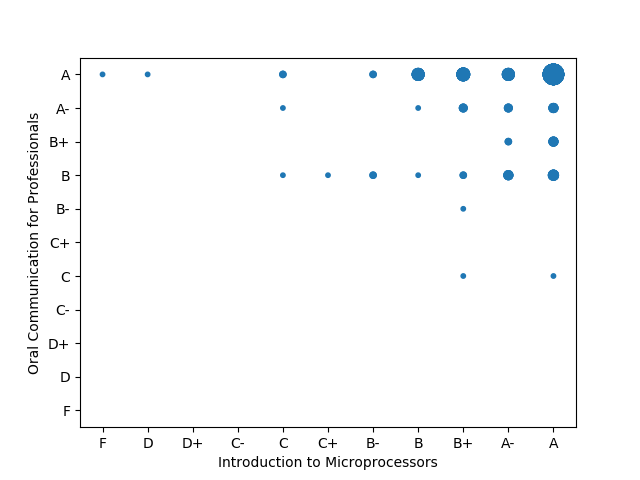 A
A-
B+
B
B-
C+
C
C-
D+
D
F
Oral Communication for Professionals
F D D+ C- C C+ B- B B+ A- A
Introduction to Microprocessors